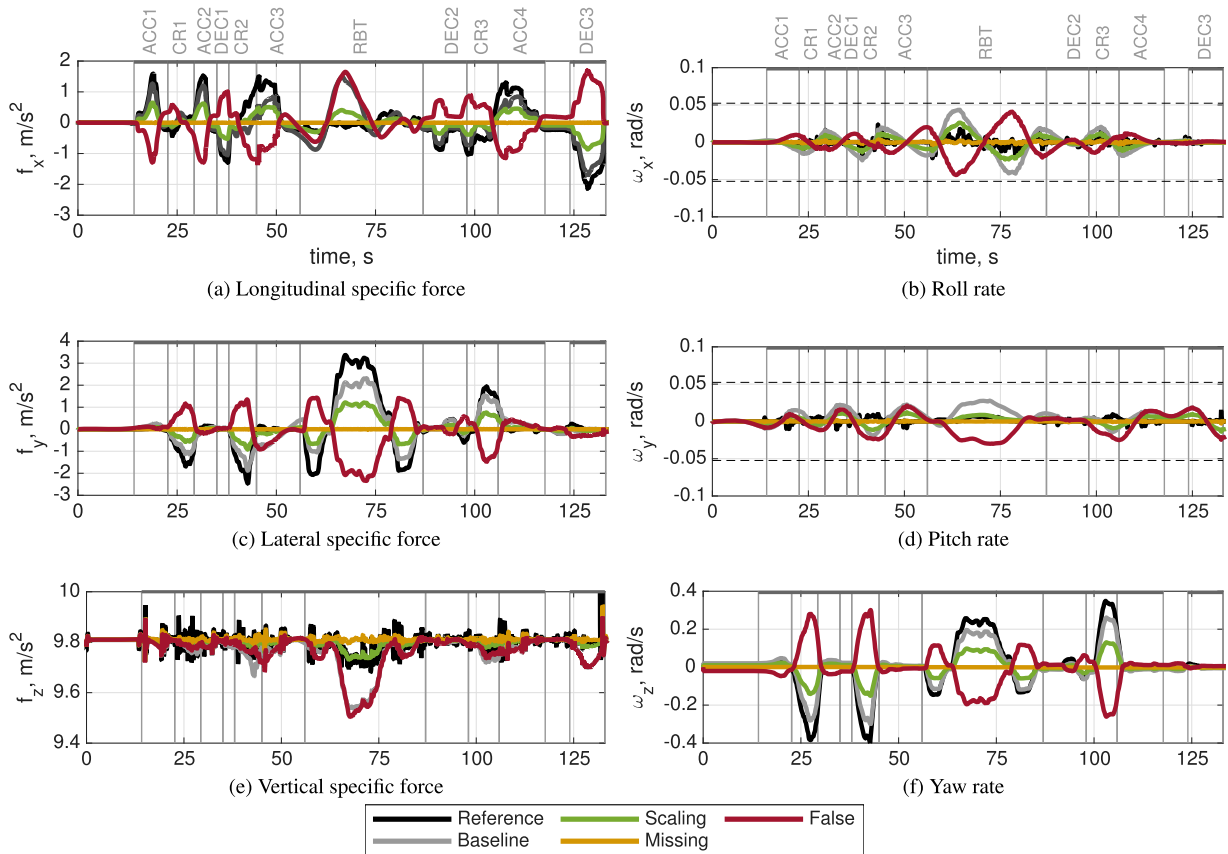 ACC1 CR1 ACC2 DEC1 CR2 ACC3 RBT DEC2 CR3 ACC4 DEC3
2
1
0
-1
-2
-3
f_x, m/s²
0 25 50 75 100 125
time, s
(a) Longitudinal specific force
ACC1 CR1 ACC2 DEC1 CR2 ACC3 RBT DEC2 CR3 ACC4 DEC3
0.1
0.05
0
-0.05
-0.1
ω_x, rad/s
0 25 50 75 100 125
time, s
(b) Roll rate
4
3
2
1
0
-1
-2
-3
f_y, m/s²
0 25 50 75 100 125
(c) Lateral specific force
0.1
0.05
0
-0.05
-0.1
ω_y, rad/s
0 25 50 75 100 125
(d) Pitch rate
10
9.8
9.6
9.4
f_z, m/s²
0 25 50 75 100 125
(e) Vertical specific force
0.4
0.2
0
-0.2
-0.4
ω_z, rad/s
0 25 50 75 100 125
(f) Yaw rate
Reference Scaling False
Baseline Missing